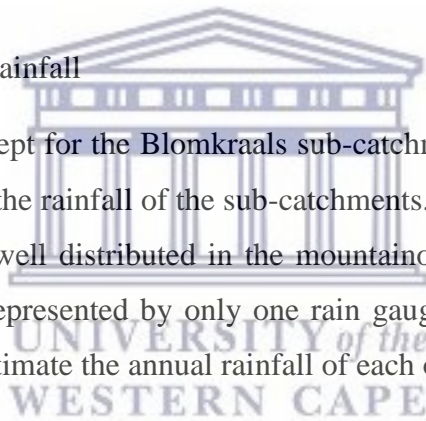 ainfall
ept for the Blomkraals sub-catchm
the rainfall of the sub-catchments.
well distributed in the mountaino
epresented by only one rain gaug
UNIVERSITY of the
timate the annual rainfall of each
WESTERN CAPE